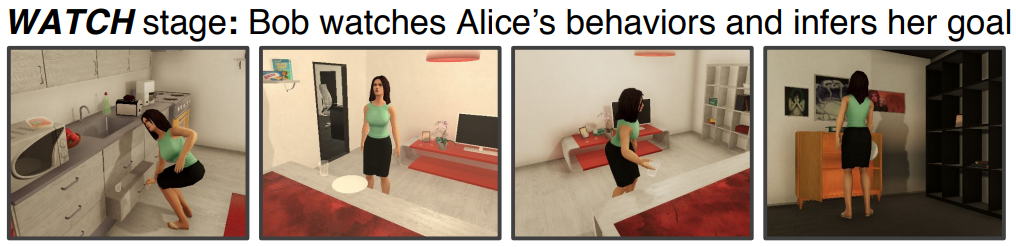 WATCH stage: Bob watches Alice’s behaviors and infers her goal